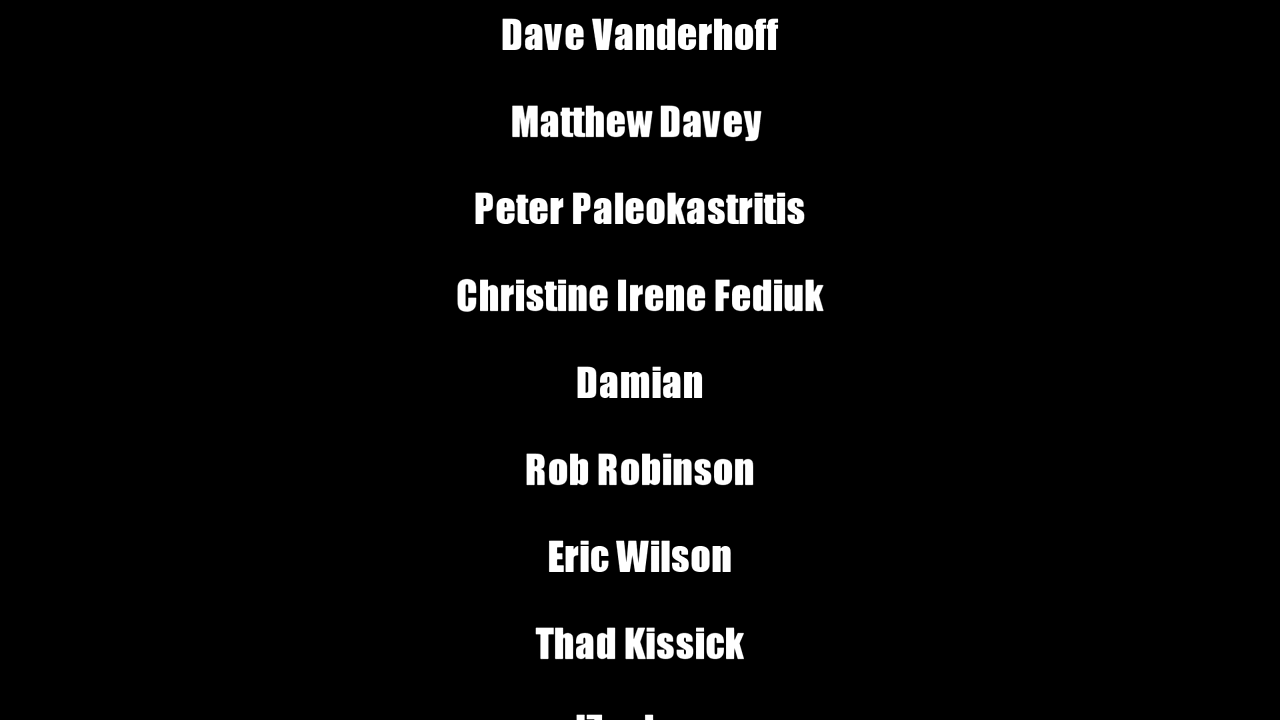 Dave Vanderhoff
Matthew Davey
Peter Paleokastritis
Christine Irene Fediuk
Damian
Rob Robinson
Eric Wilson
Thad Kissick